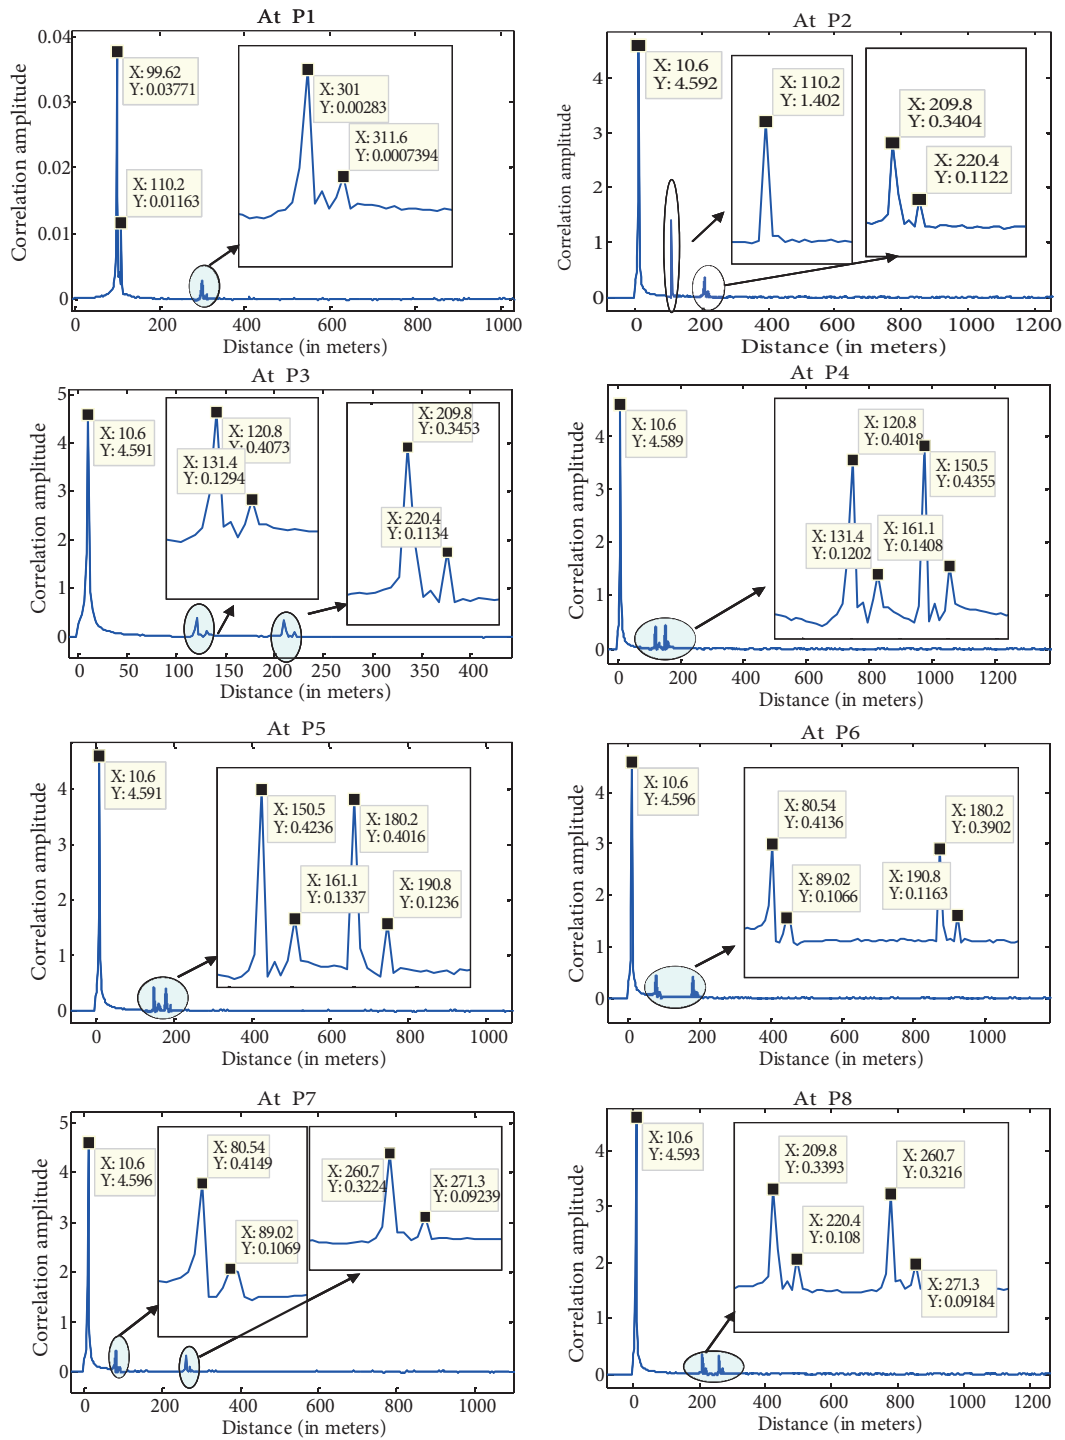 At P1
Correlation amplitude
0.04
0.03
0.02
0.01
0
X: 99.62
Y: 0.03771
X: 110.2
Y: 0.01163
X: 301
Y: 0.00283
X: 311.6
Y: 0.0007394
0 200 400 600 800 1000
Distance (in meters)
At P2
Correlation amplitude
4
3
2
1
0
X: 10.6
Y: 4.592
X: 110.2
Y: 1.402
X: 209.8
Y: 0.3404
X: 220.4
Y: 0.1122
0 200 400 600 800 1000 1200
Distance (in meters)
At P3
Correlation amplitude
5
4
3
2
1
0
X: 10.6
Y: 4.591
X: 120.8
Y: 0.4073
X: 131.4
Y: 0.1294
X: 209.8
Y: 0.3453
X: 220.4
Y: 0.1134
0 50 100 150 200 250 300 350 400
Distance (in meters)
At P4
Correlation amplitude
4
3
2
1
0
X: 10.6
Y: 4.589
X: 120.8
Y: 0.4018
X: 150.5
Y: 0.4355
X: 131.4
Y: 0.1202
X: 161.1
Y: 0.1408
0 200 400 600 800 1000 1200
Distance (in meters)
At P5
Correlation amplitude
4
3
2
1
0
X: 10.6
Y: 4.591
X: 150.5
Y: 0.4236
X: 180.2
Y: 0.4016
X: 161.1
Y: 0.1337
X: 190.8
Y: 0.1236
0 200 400 600 800 1000
Distance (in meters)
At P6
Correlation amplitude
4
3
2
1
0
X: 10.6
Y: 4.596
X: 80.54
Y: 0.4136
X: 180.2
Y: 0.3902
X: 89.02
Y: 0.1066
X: 190.8
Y: 0.1163
0 200 400 600 800 1000
Distance (in meters)
At P7
Correlation amplitude
5
4
3
2
1
0
X: 10.6
Y: 4.596
X: 80.54
Y: 0.4149
X: 89.02
Y: 0.1069
X: 260.7
Y: 0.3224
X: 271.3
Y: 0.09239
0 200 400 600 800 1000
Distance (in meters)
At P8
Correlation amplitude
4
3
2
1
0
X: 10.6
Y: 4.593
X: 209.8
Y: 0.3393
X: 260.7
Y: 0.3216
X: 220.4
Y: 0.108
X: 271.3
Y: 0.09184
0 200 400 600 800 1000 1200
Distance (in meters)